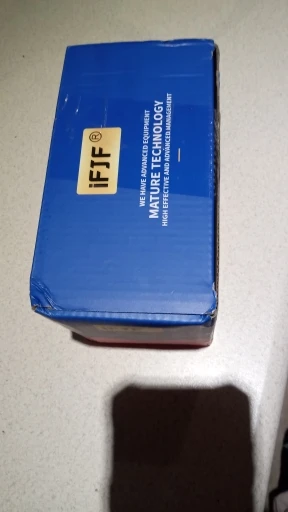 iFJF®
WE HAVE ADVANCED EQUIPMENT
MATURE TECHNOLOGY
HIGH EFFECTIVE AND ADVANCED MANAGEMENT